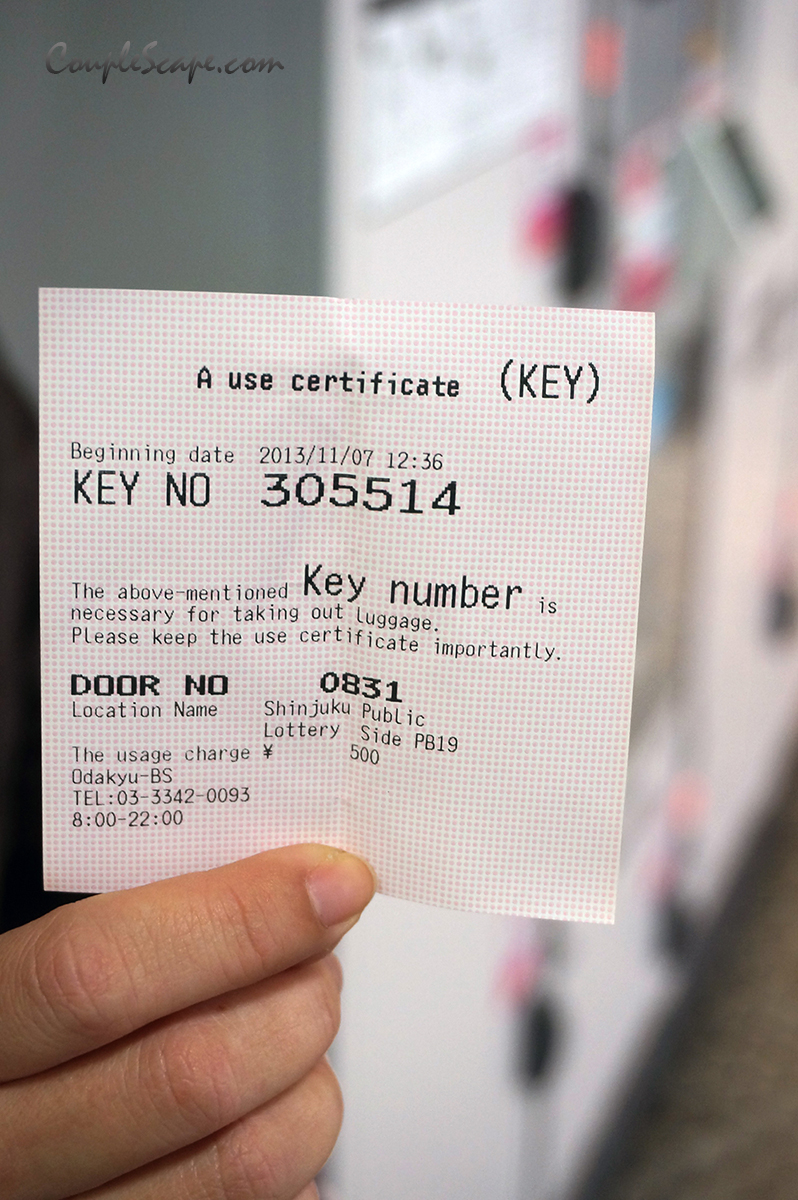 CoupleScape.com
A use certificate (KEY)
Beginning date 2013/11/07 12:36
KEY NO 305514
The above-mentioned Key number is
necessary for taking out luggage.
Please keep the use certificate importantly.
DOOR NO 0831
Location Name Shinjuku Public
Lottery Side PB19
The usage charge ¥ 500
Odakyu-BS
TEL:03-3342-0093
8:00-22:00